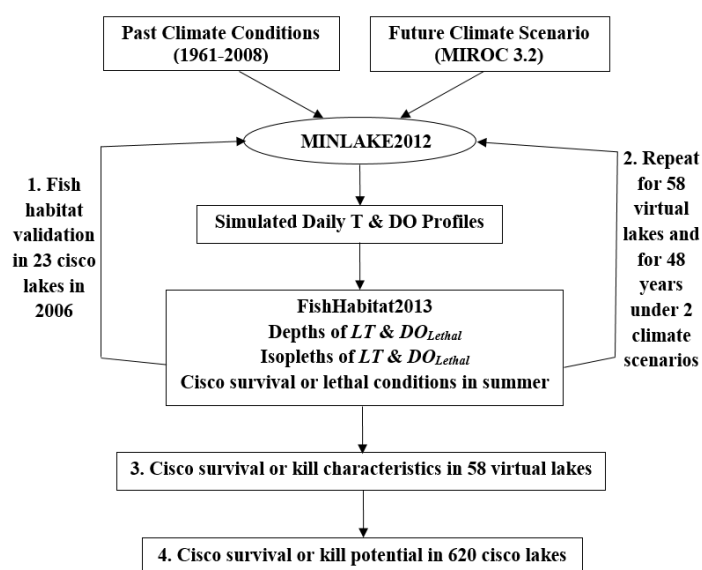 Past Climate Conditions
(1961-2008)
Future Climate Scenario
(MIROC 3.2)
MINLAKE2012
1. Fish
habitat
validation
in 23 cisco
lakes in
2006
2. Repeat
for 58
virtual
lakes and
for 48
years
under 2
climate
scenarios
Simulated Daily T & DO Profiles
FishHabitat2013
Depths of LT & DOLethal
Isopleths of LT & DOLethal
Cisco survival or lethal conditions in summer
3. Cisco survival or kill characteristics in 58 virtual lakes
4. Cisco survival or kill potential in 620 cisco lakes